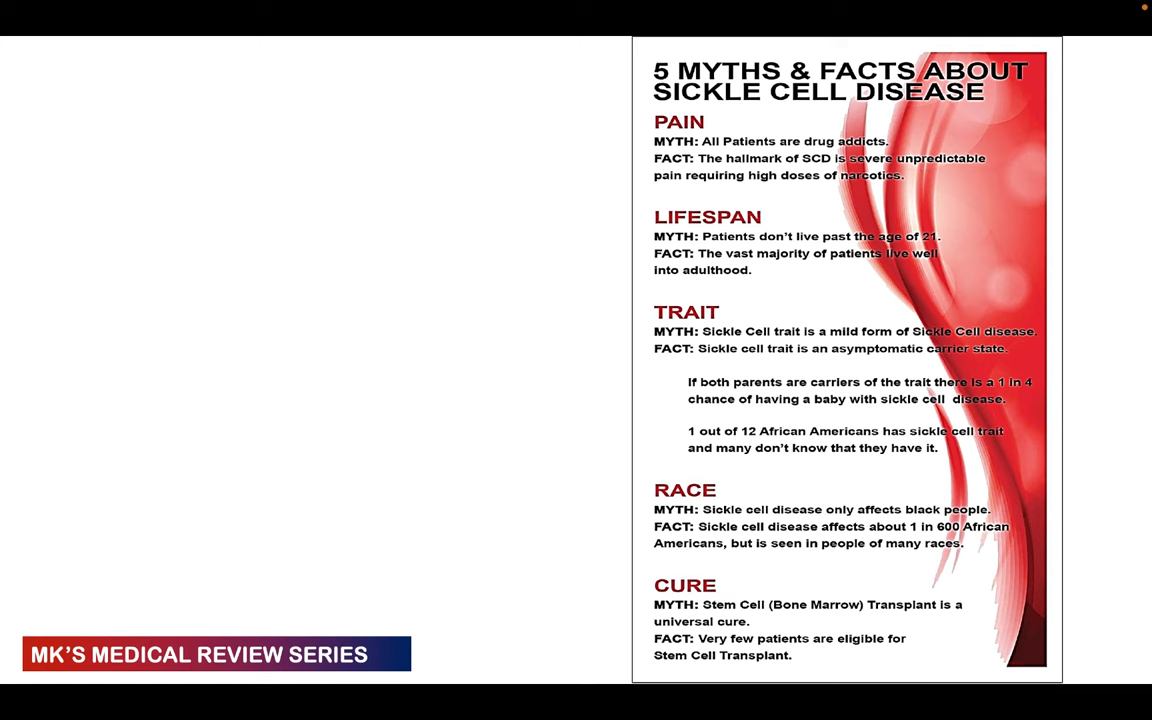 5 MYTHS & FACTS ABOUT
SICKLE CELL DISEASE
PAIN
MYTH: All Patients are drug addicts.
FACT: The hallmark of SCD is severe unpredictable
pain requiring high doses of narcotics.
LIFESPAN
MYTH: Patients don't live past the age of 21.
FACT: The vast majority of patients live well
into adulthood.
TRAIT
MYTH: Sickle Cell trait is a mild form of Sickle Cell disease.
FACT: Sickle cell trait is an asymptomatic carrier state.
If both parents are carriers of the trait there is a 1 in 4
chance of having a baby with sickle cell disease.
1 out of 12 African Americans has sickle cell trait
and many don't know that they have it.
RACE
MYTH: Sickle cell disease only affects black people.
FACT: Sickle cell disease affects about 1 in 600 African
Americans, but is seen in people of many races.
CURE
MYTH: Stem Cell (Bone Marrow) Transplant is a
universal cure.
FACT: Very few patients are eligible for
Stem Cell Transplant.
MK'S MEDICAL REVIEW SERIES